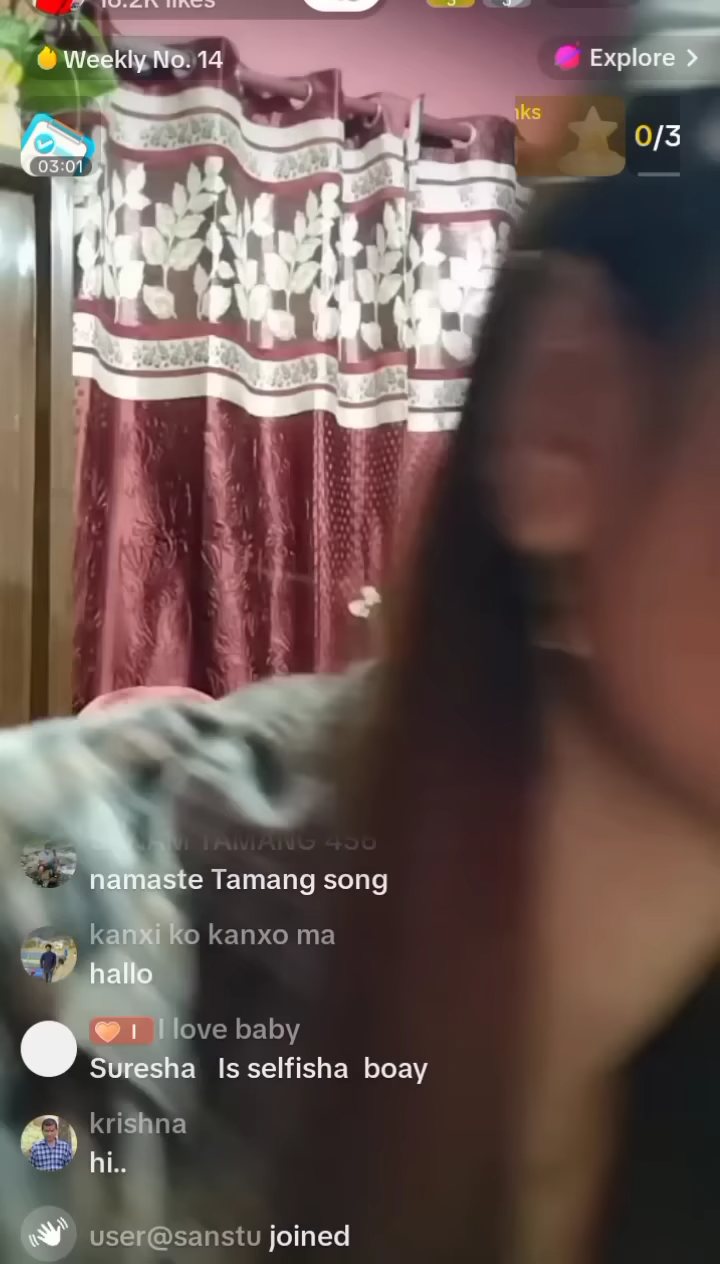 Weekly No. 14
Explore >
03:01
0/3
namaste Tamang song
kanxi ko kanxo ma
hallo
I I love baby
Suresha Is selfisha boay
krishna
hi..
user@sanstu joined